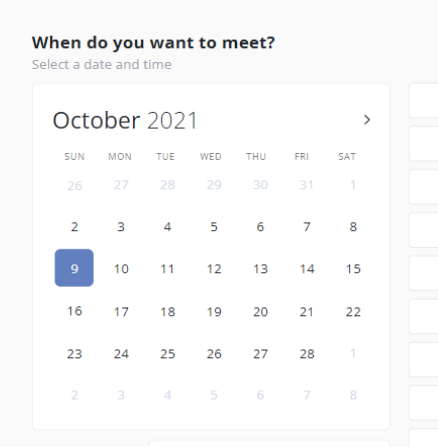 When do you want to meet?
Select a date and time
October 2021
SUN MON TUE WED THU FRI SAT
26 27 28 29 30 31 1
2 3 4 5 6 7 8
9 10 11 12 13 14 15
16 17 18 19 20 21 22
23 24 25 26 27 28 1
2 3 4 5 6 7 8